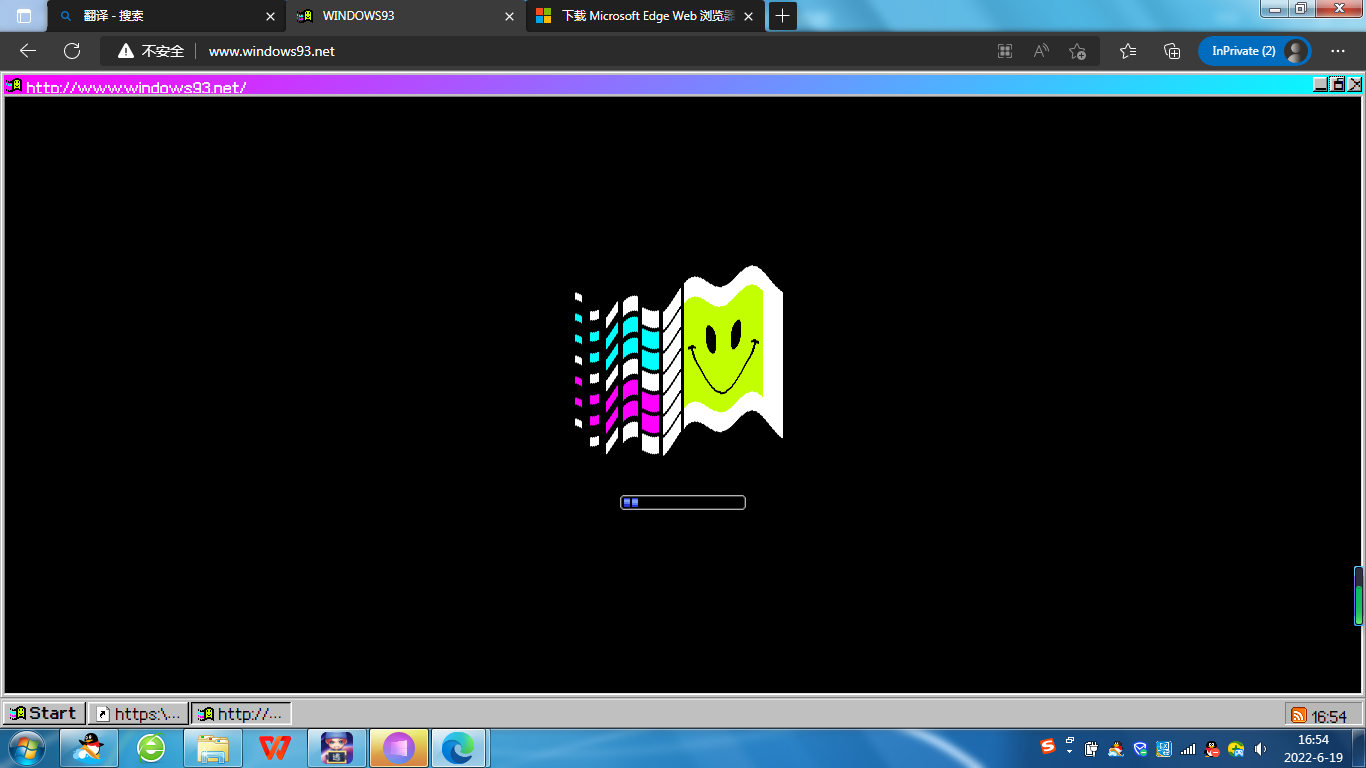 翻译 - 搜索
WINDOWS93
下载 Microsoft Edge Web 浏览器
不安全
www.windows93.net
InPrivate (2)
http://www.windows93.net/
Start
https:\...
http://...
16:54
16:54
2022-6-19